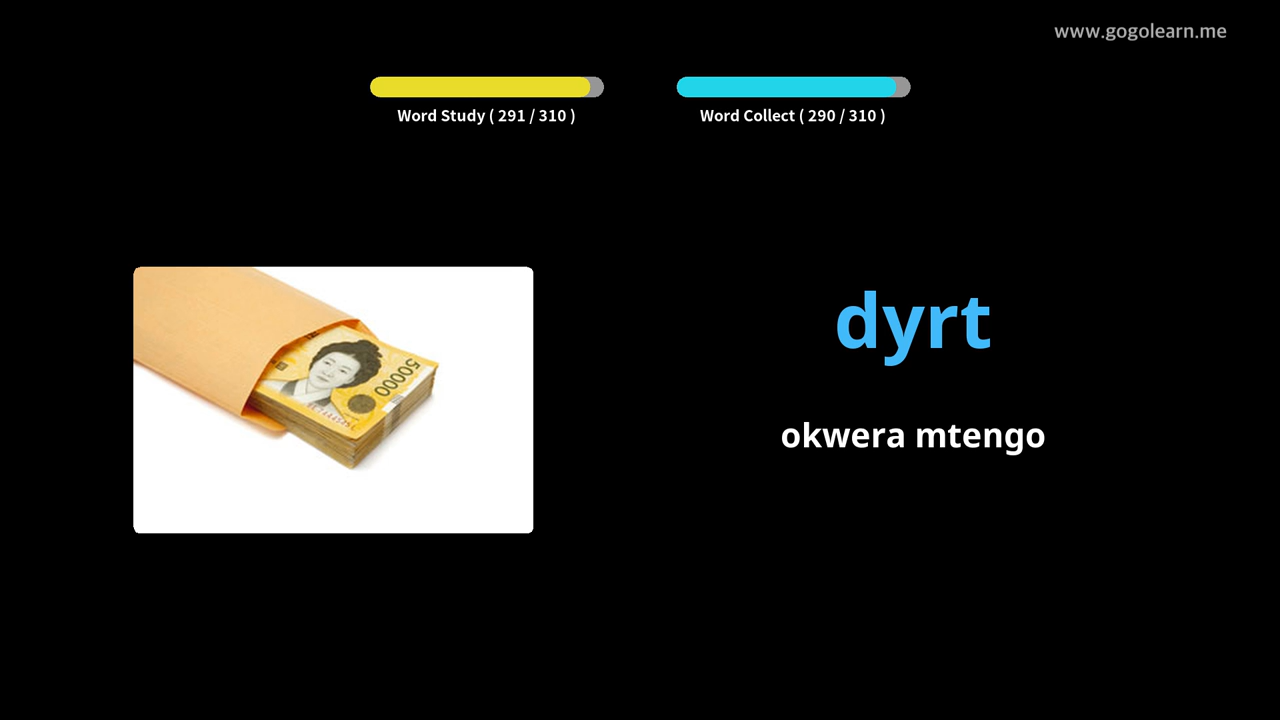 www.gogolearn.me
Word Study ( 291 / 310 )
Word Collect ( 290 / 310 )
50000
dyrt
okwera mtengo